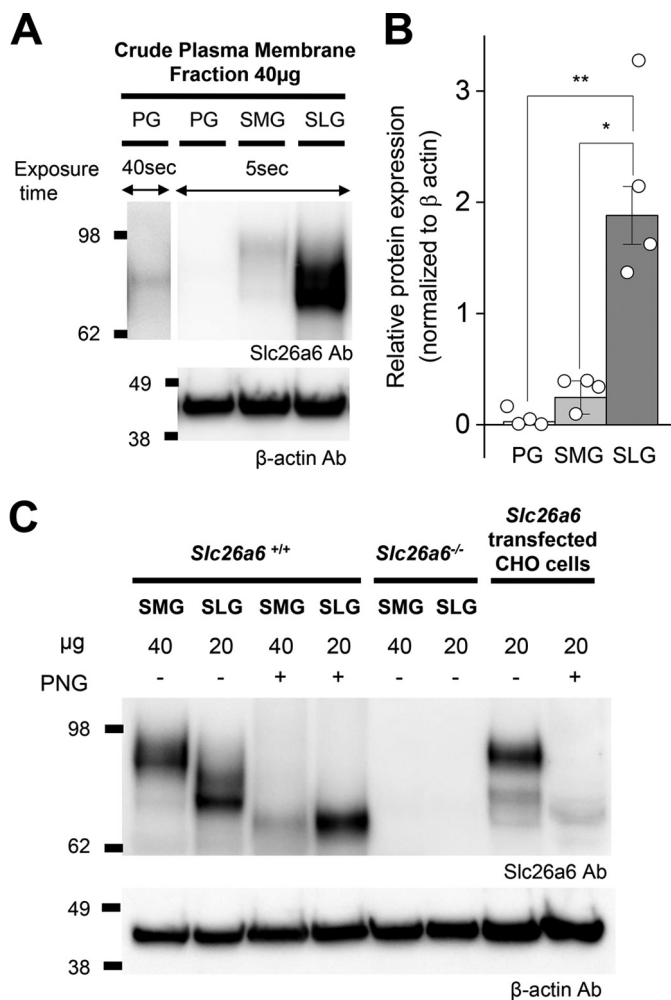 A
Crude Plasma Membrane
Fraction 40µg
PG PG SMG SLG
Exposure
time
40sec 5sec
98
62
Slc26a6 Ab
49
38
β-actin Ab
B
Relative protein expression
(normalized to β actin)
3
2
1
0
**
*
PG SMG SLG
C
Slc26a6 +/+
Slc26a6-/-
Slc26a6
transfected
CHO cells
SMG SLG SMG SLG SMG SLG
µg 40 20 40 20 40 20 20 20
PNG - - + + - - - +
98
62
Slc26a6 Ab
49
38
β-actin Ab